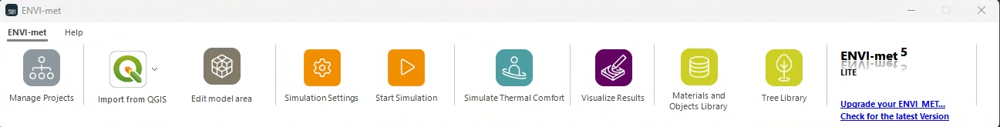 ENVI-met
ENVI-met Help
Manage Projects
Import from QGIS
Edit model area
Simulation Settings
Start Simulation
Simulate Thermal Comfort
Visualize Results
Materials and
Objects Library
Tree Library
ENVI-met 5
LITE
Upgrade your ENVI_MET...
Check for the latest Version